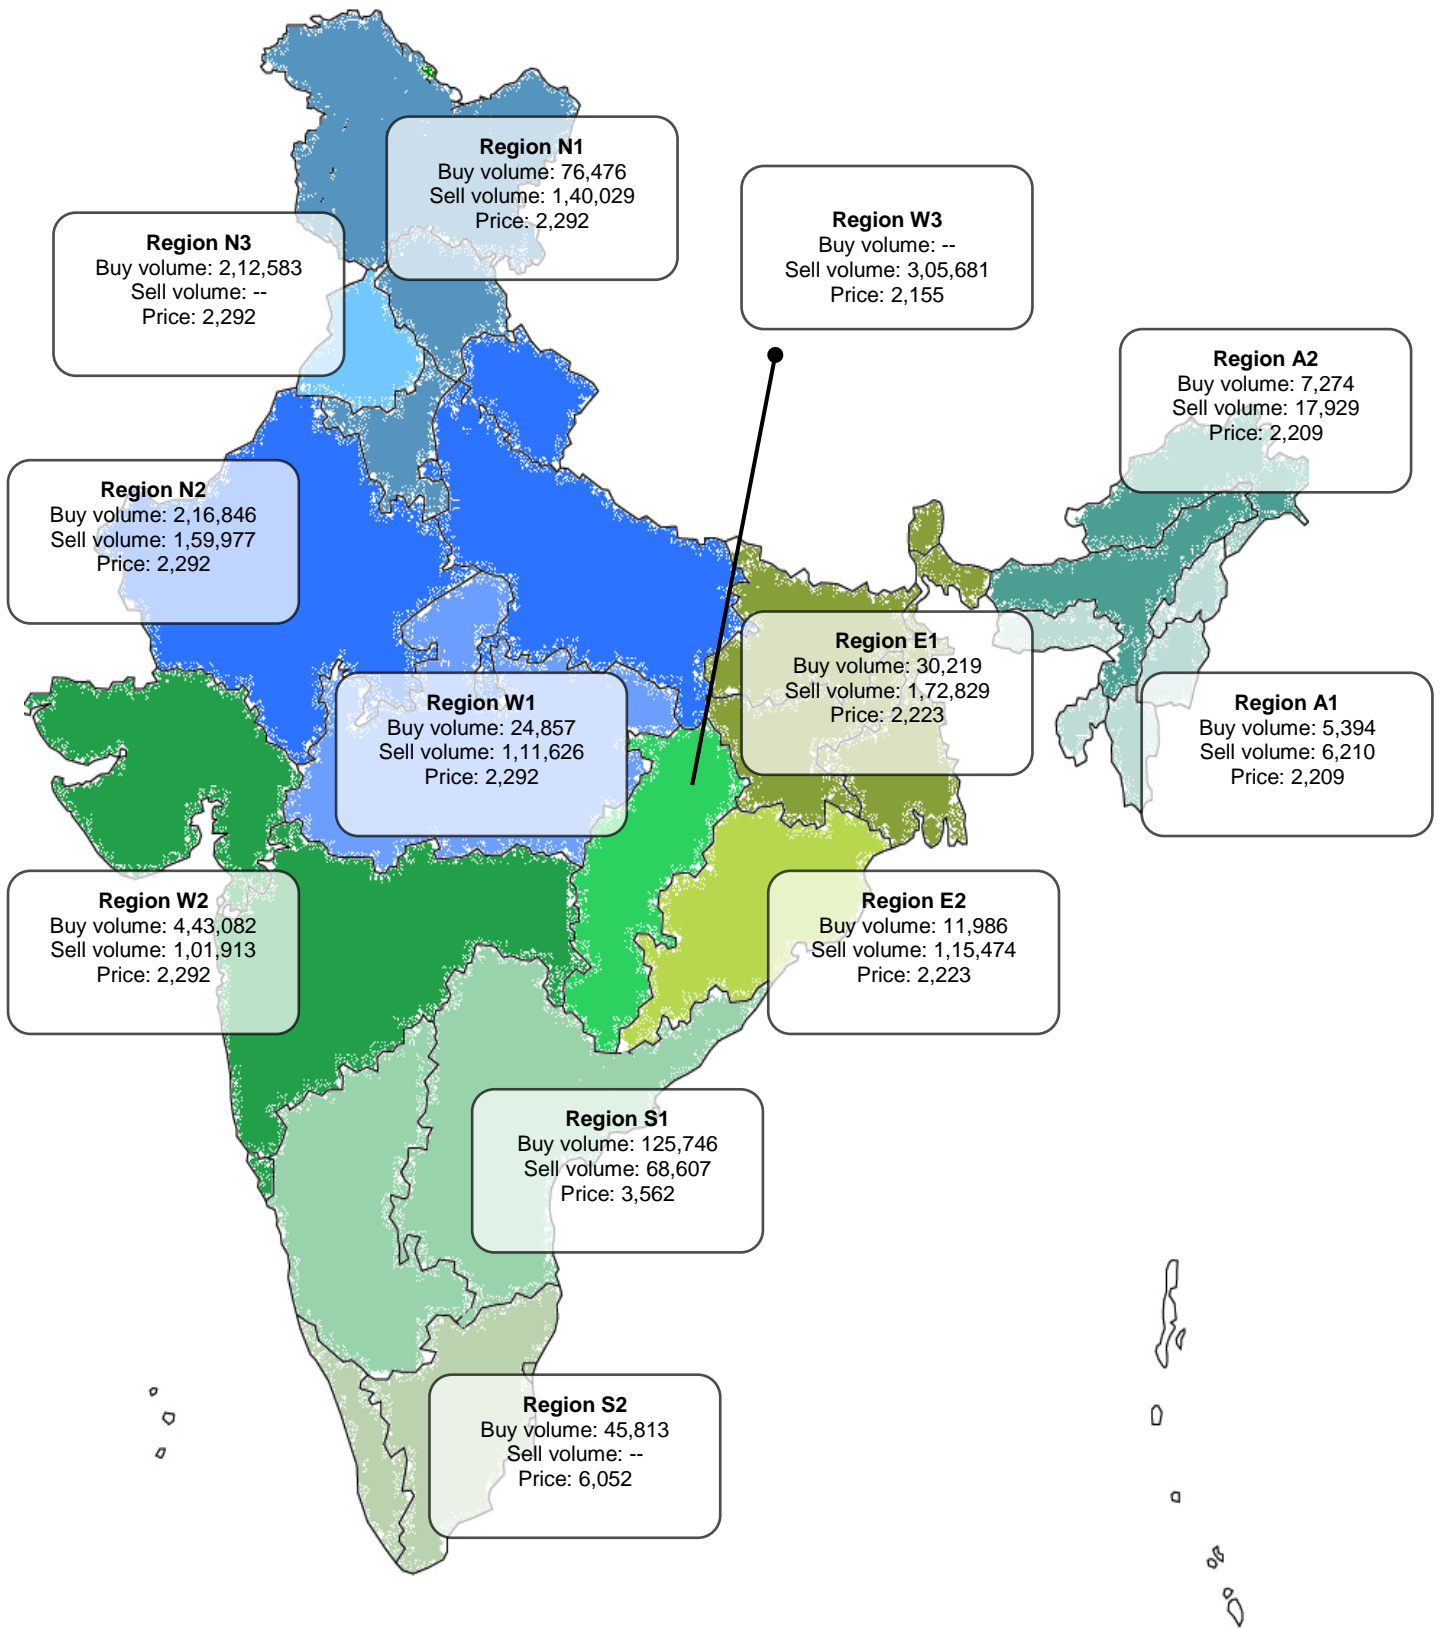 Region N1
Buy volume: 76,476
Sell volume: 1,40,029
Price: 2,292
Region W3
Buy volume: --
Sell volume: 3,05,681
Price: 2,155
Region N3
Buy volume: 2,12,583
Sell volume: --
Price: 2,292
Region A2
Buy volume: 7,274
Sell volume: 17,929
Price: 2,209
Region N2
Buy volume: 2,16,846
Sell volume: 1,59,977
Price: 2,292
Region E1
Buy volume: 30,219
Sell volume: 1,72,829
Price: 2,223
Region W1
Buy volume: 24,857
Sell volume: 1,11,626
Price: 2,292
Region A1
Buy volume: 5,394
Sell volume: 6,210
Price: 2,209
Region W2
Buy volume: 4,43,082
Sell volume: 1,01,913
Price: 2,292
Region E2
Buy volume: 11,986
Sell volume: 1,15,474
Price: 2,223
Region S1
Buy volume: 125,746
Sell volume: 68,607
Price: 3,562
Region S2
Buy volume: 45,813
Sell volume: --
Price: 6,052